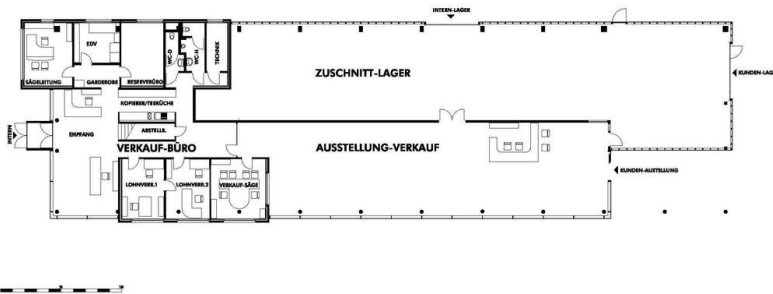 INTERN-LAGER
EDV
WC-D
WC-H
TECHNIK
ZUSCHNITT-LAGER
KUNDEN-LAG
SÄGELEITUNG
GARDEROBE
RESERVEBÜRO
KOPIERER/TEEKÜCHE
INTERN
EMPFANG
ABSTELLR.
VERKAUF-BÜRO
AUSSTELLUNG-VERKAUF
KUNDEN-AUSTELLUNG
LOHNVERR.1
LOHNVERR.2
VERKAUF-SÄGE